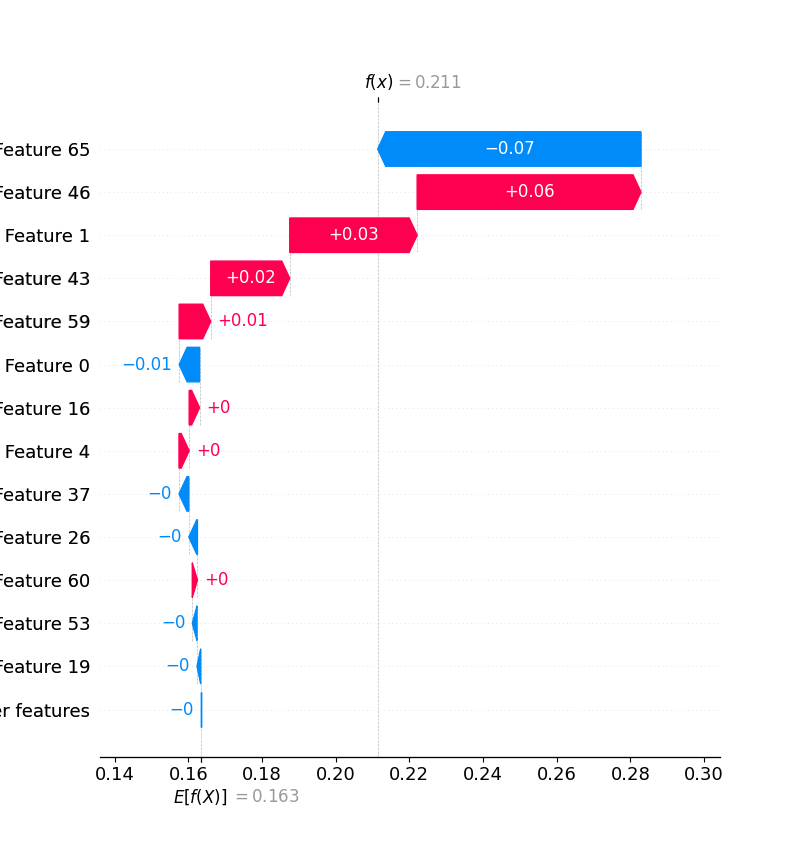 f(x) = 0.211
Feature 65 −0.07
Feature 46 +0.06
Feature 1 +0.03
Feature 43 +0.02
Feature 59 +0.01
Feature 0 −0.01
Feature 16 +0
Feature 4 +0
Feature 37 −0
Feature 26 −0
Feature 60 +0
Feature 53 −0
Feature 19 −0
features −0
0.14 0.16 0.18 0.20 0.22 0.24 0.26 0.28 0.30
E[f(X)] = 0.163